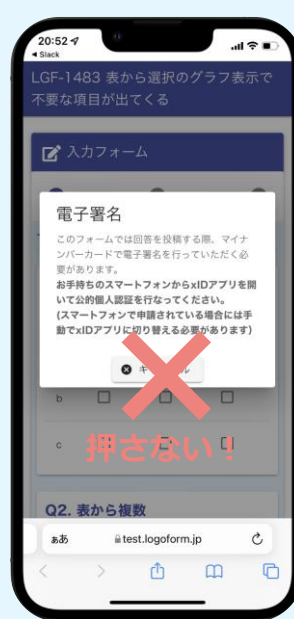 20:52
Slack
LGF-1483 表から選択のグラフ表示で
不要な項目が出てくる
入力フォーム
電子署名
このフォームでは回答を投稿する際、マイナ
ンバーカードで電子署名を行っていただく必
要があります。
お手持ちのスマートフォンからxIDアプリを開
いて公的個人認証を行なってください。
(スマートフォンで申請されている場合には手
動でxIDアプリに切り替える必要があります)
b
押さない！
c
Q2. 表から複数
ああ test.logoform.jp